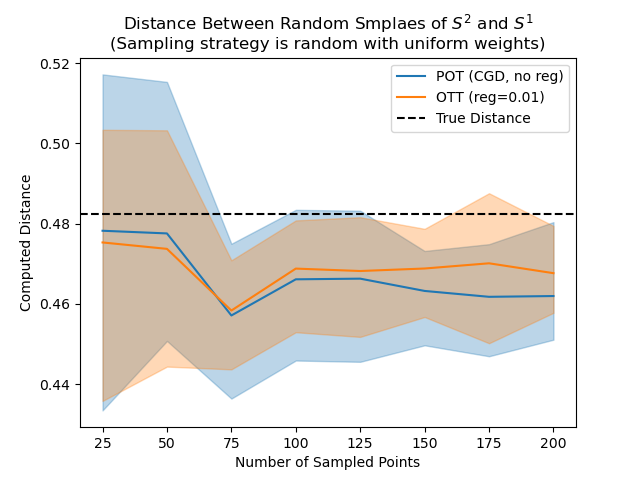 Distance Between Random Smplaes of $S^2$ and $S^1$
(Sampling strategy is random with uniform weights)
POT (CGD, no reg)
OTT (reg=0.01)
True Distance
Computed Distance
0.52
0.50
0.48
0.46
0.44
25 50 75 100 125 150 175 200
Number of Sampled Points